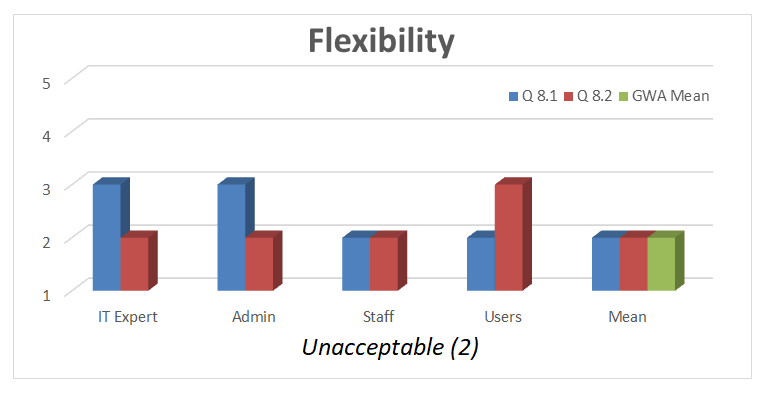 Flexibility
5
Q 8.1 Q 8.2 GWA Mean
4
3
2
1
IT Expert Admin Staff Users Mean
Unacceptable (2)